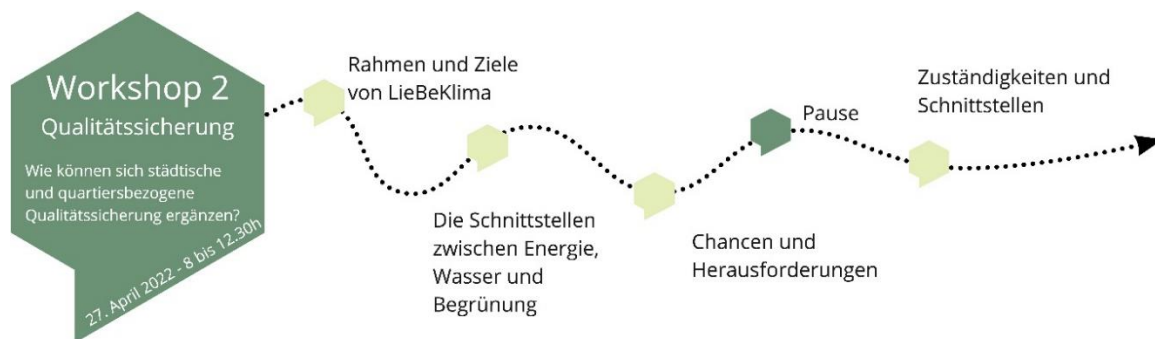 Workshop 2
Qualitätssicherung
Wie können sich städtische
und quartiersbezogene
Qualitätssicherung ergänzen?
27. April 2022 - 8 bis 12.30h
Rahmen und Ziele
von LieBeKlima
Die Schnittstellen
zwischen Energie,
Wasser und
Begrünung
Chancen und
Herausforderungen
Pause
Zuständigkeiten und
Schnittstellen